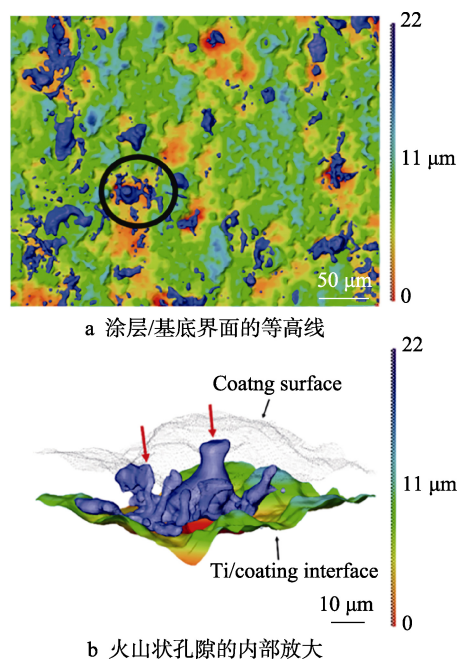 22
11 μm
50 μm
0
a 涂层/基底界面的等高线
22
Coatng surface
11 μm
Ti/coating interface
10 μm
0
b 火山状孔隙的内部放大